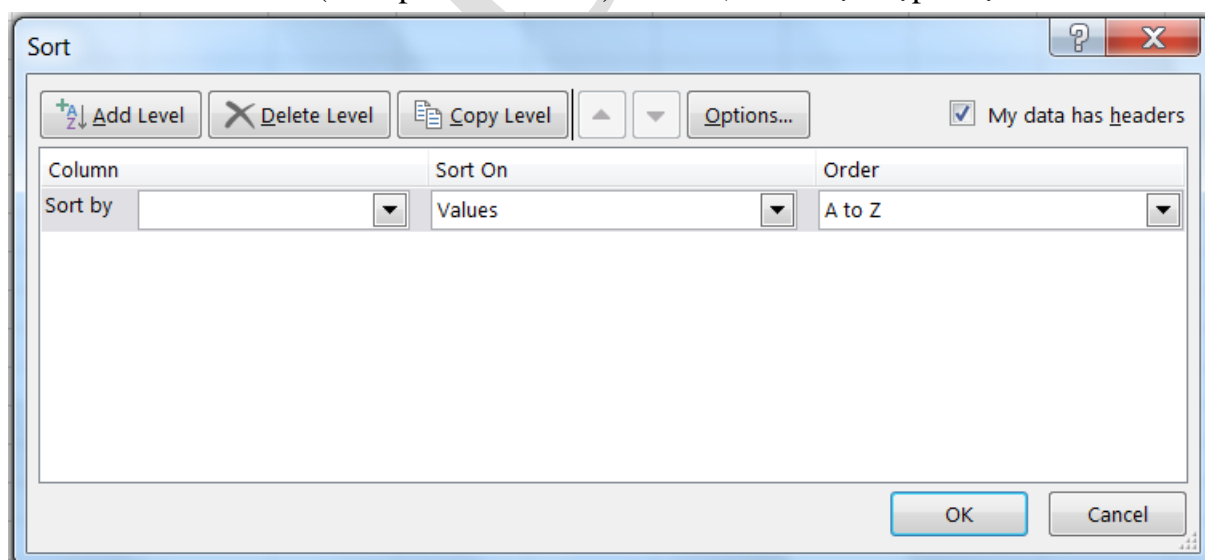 Sort
Add Level Delete Level Copy Level Options... My data has headers
Column Sort On Order
Sort by Values A to Z
OK Cancel